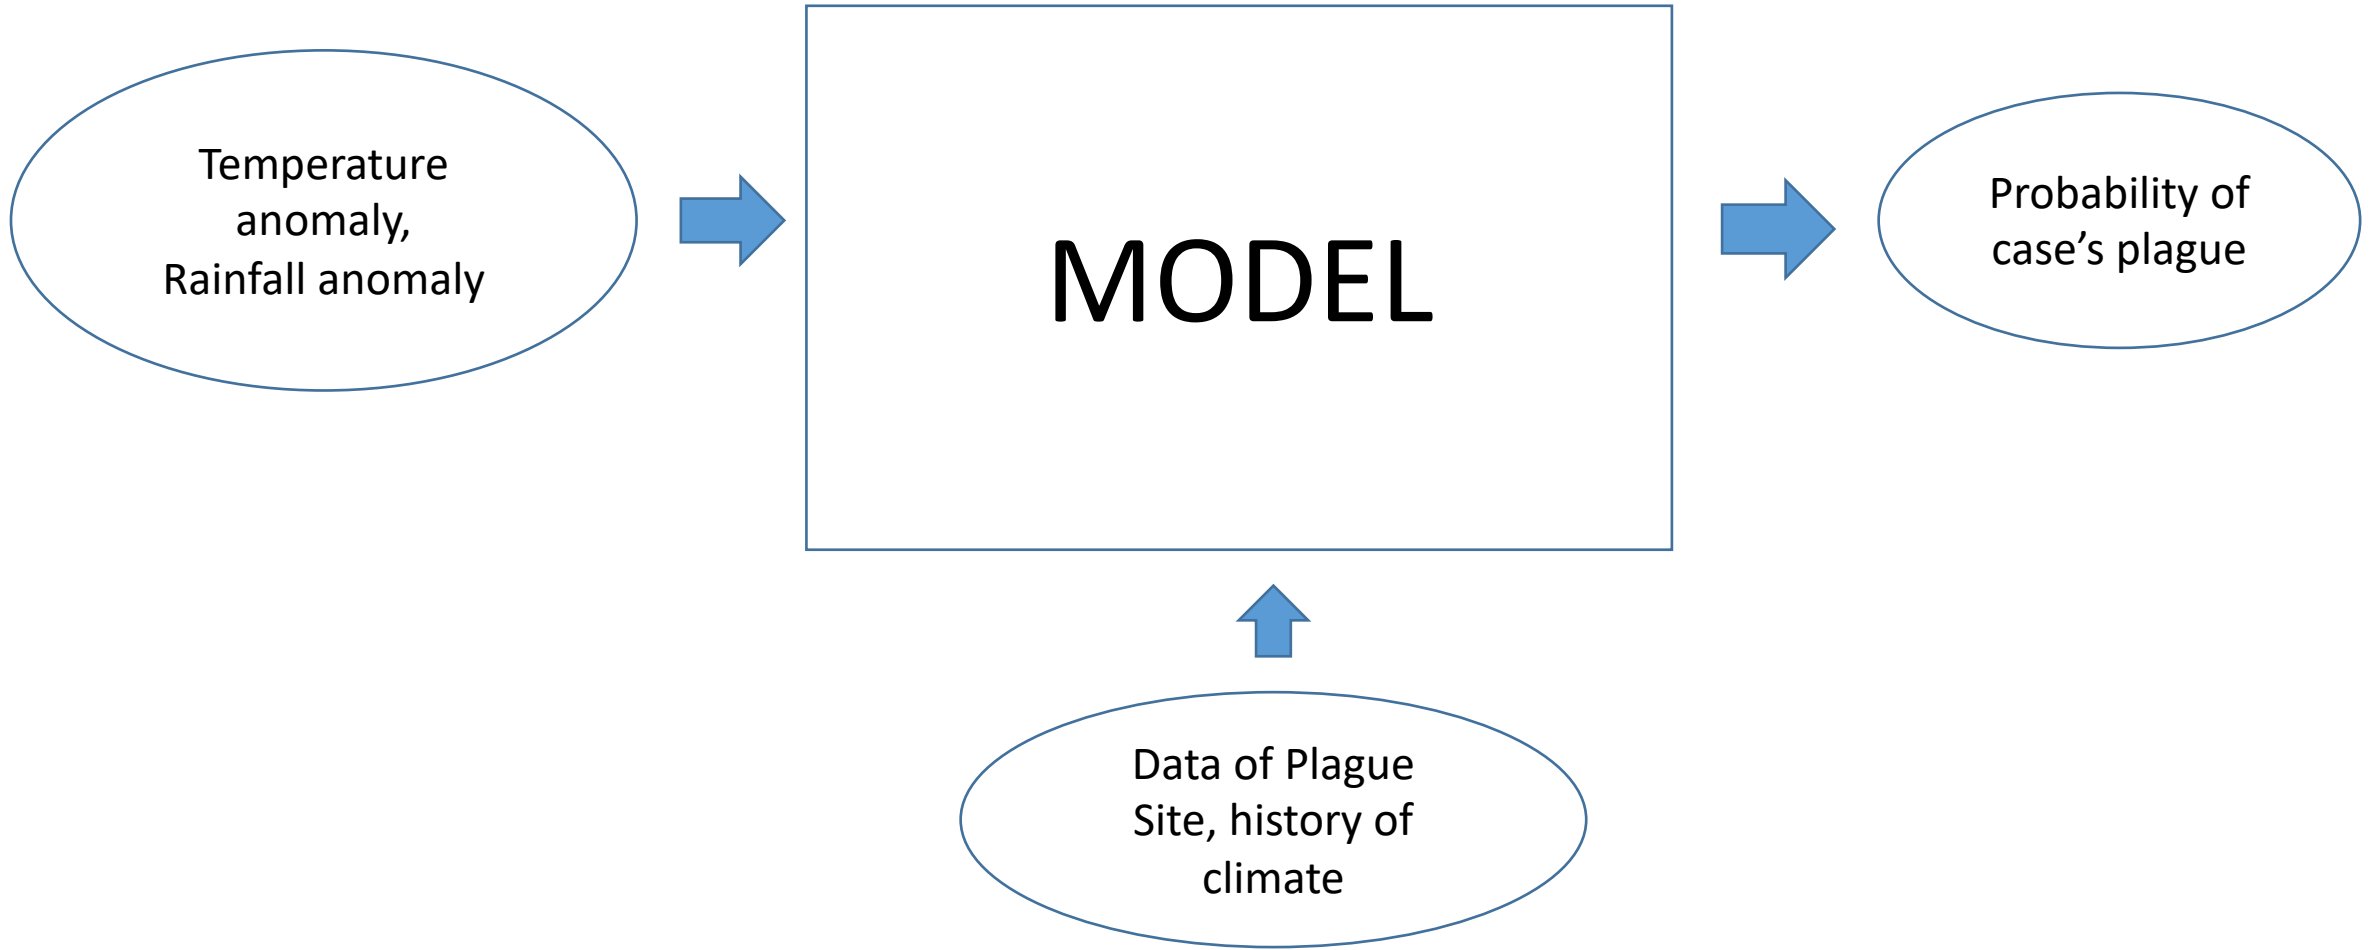 Temperature
anomaly,
Rainfall anomaly
MODEL
Probability of
case’s plague
Data of Plague
Site, history of
climate